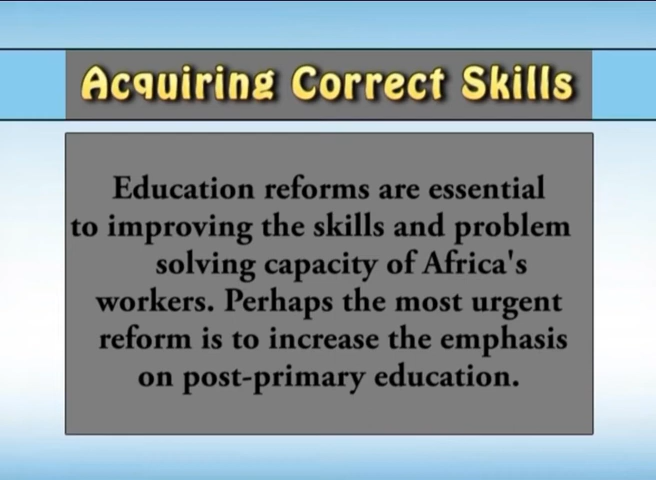 Acquiring Correct Skills
Education reforms are essential
to improving the skills and problem
solving capacity of Africa's
workers. Perhaps the most urgent
reform is to increase the emphasis
on post-primary education.